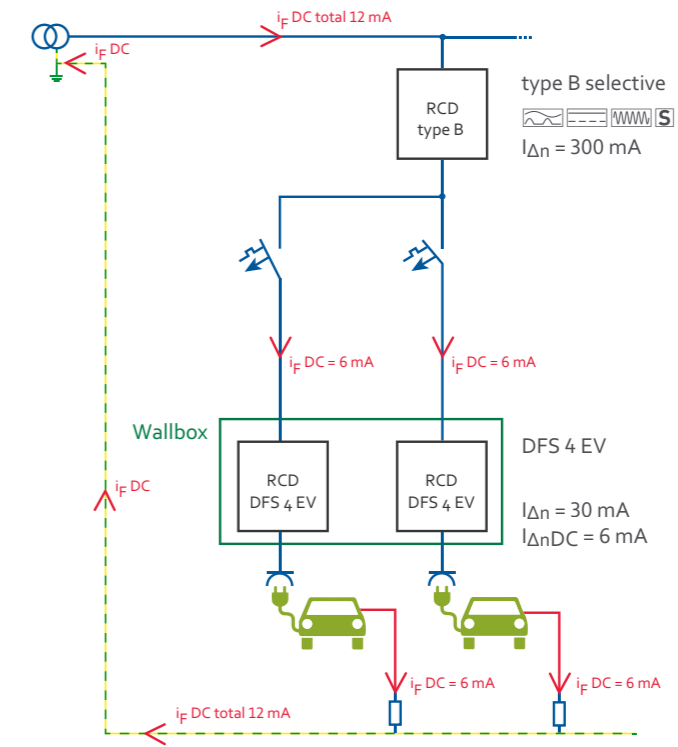 iF DC total 12 mA
iF DC
RCD
type B
type B selective
S
IΔn = 300 mA
iF DC = 6 mA
iF DC = 6 mA
Wallbox
RCD
DFS 4 EV
RCD
DFS 4 EV
DFS 4 EV
IΔn = 30 mA
IΔnDC = 6 mA
iF DC
iF DC = 6 mA
iF DC = 6 mA
iF DC total 12 mA